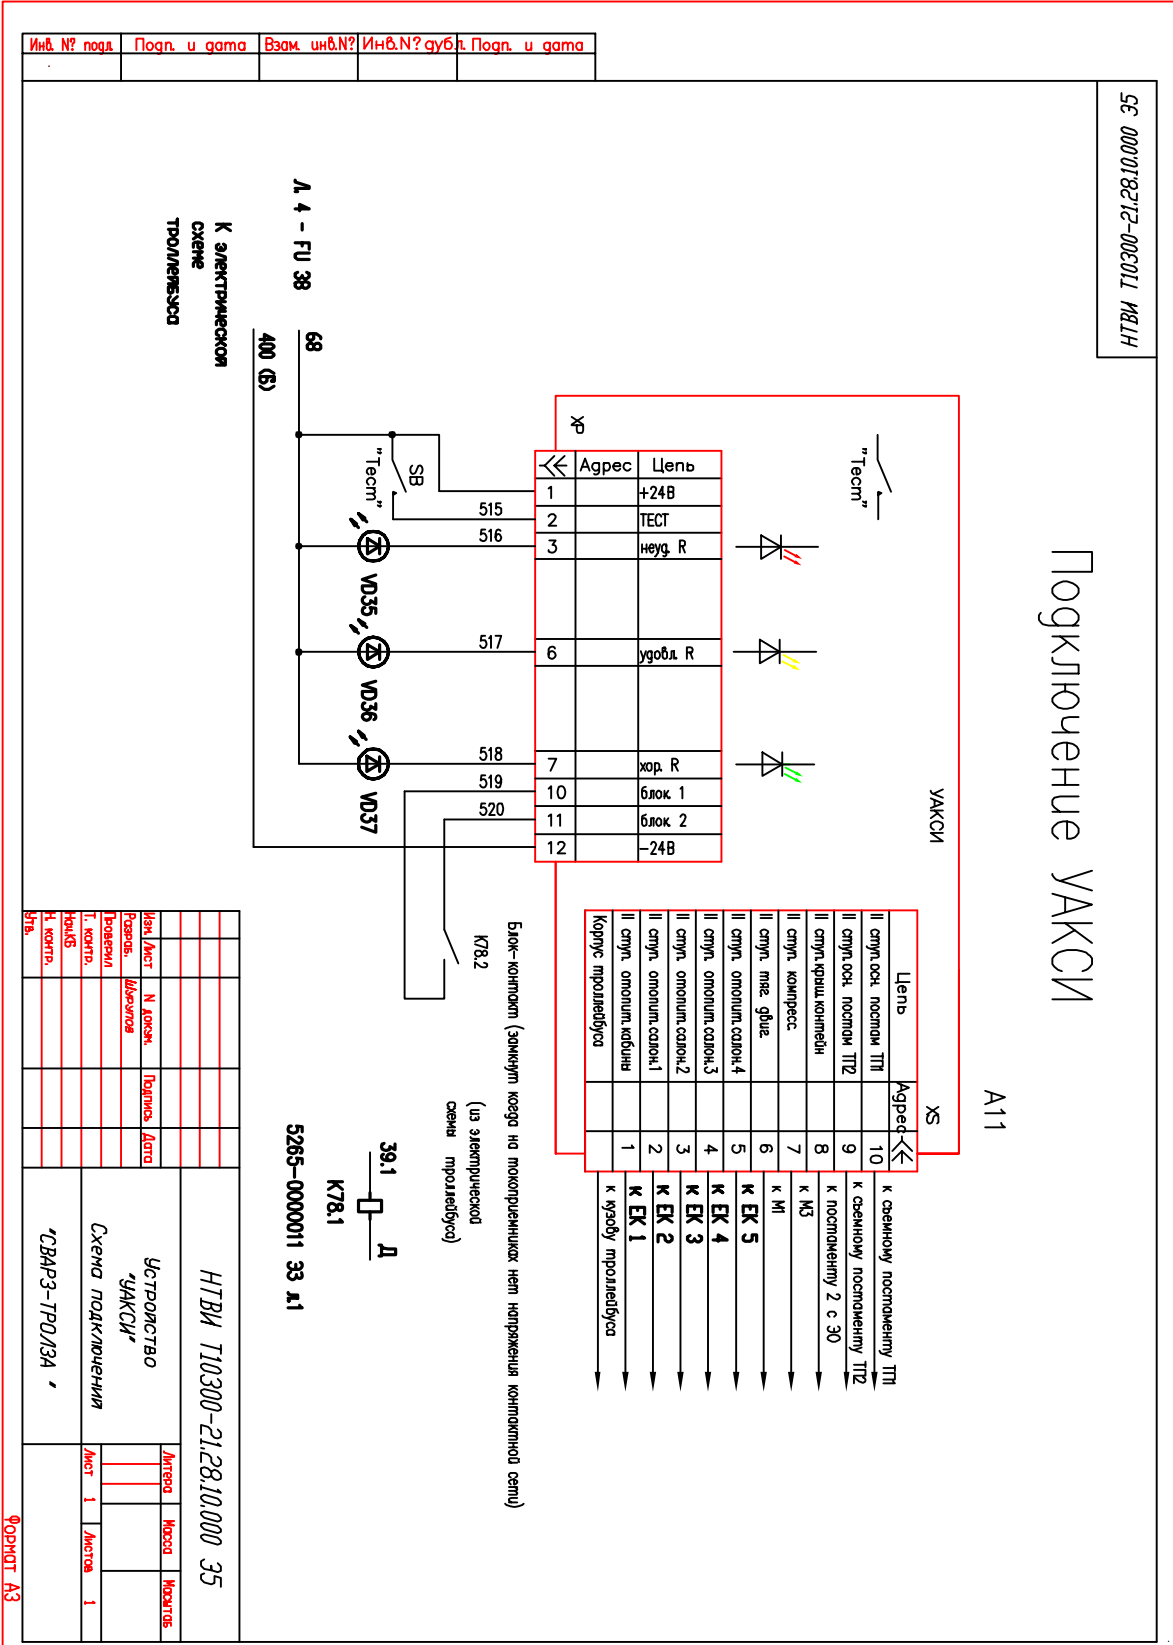 Инв. N? подл
Подп. и дата
Взам. инв.N?
Инв.N? дубл.
Подп. и дата
НТВИ Т10300-21.28.10.000 Э5
Подключение УАКСИ
А11
УАКСИ
"Тест"
ХР
Цепь
Адрес
1 +24В
2 ТЕСТ
3 неуд. R
6 удовл. R
7 хор. R
10 блок. 1
11 блок. 2
12 -24В
515
516
517
518
519
520
SB
"Тест"
VD35
VD36
VD37
68
400 (Б)
Л. 4 - FU 38
К электрической
схеме
троллейбуса
XS
Цепь
Адрес
II ступ.осн. постам ТП1 10 к съемному постаменту ТП1
II ступ.осн. постам ТП2 9 к съемному постаменту ТП2
II ступ.крыш.контейн 8 к постаменту 2 с ЭО
II ступ. компресс. 7 к М3
II ступ. тяг. двиг. 6 к М1
II ступ. отопит.салон.4 5 к ЕК 5
II ступ. отопит.салон.3 4 к ЕК 4
II ступ. отопит.салон.2 3 к ЕК 3
II ступ. отопит.салон.1 2 к ЕК 2
II ступ. отопит.кабины 1 к ЕК 1
Корпус троллейбуса к кузову троллейбуса
К78.2
Блок-контакт (замкнут когда на токоприемниках нет напряжения контактной сети)
(из электрической
схемы троллейбуса)
39.1
Д
К78.1
5265-0000011 ЭЗ л.1
НТВИ Т10300-21.28.10.000 Э5
Изм. Лист N докум. Подпись Дата
Разраб. Шурупов
Проверил
Т. контр.
Нач.КБ
Н. контр.
Утв.
Устройство
"УАКСИ"
Схема подключения
"СВАРЗ-ТРОЛЗА "
Литера Масса Масштаб
Лист 1 Листов 1
Формат А3